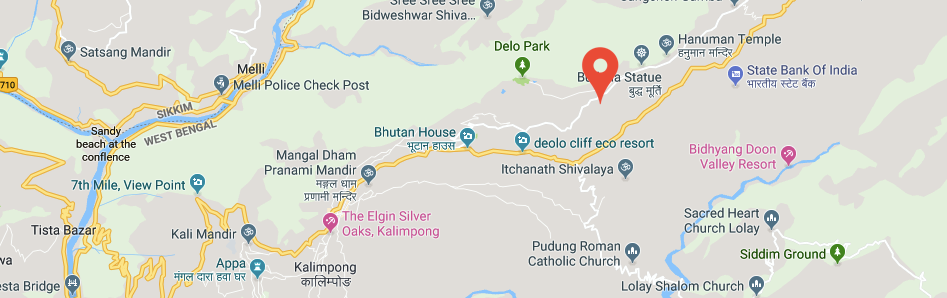 Sree Sree Sree
Bidweshwar Shiva...
Satsang Mandir
Melli
Melli Police Check Post
710
SIKKIM
WEST BENGAL
Sandy
beach at the
conflence
Delo Park
Hanuman Temple
हनुमान मन्दिर
Statue
बुद्ध मूर्ति
State Bank Of India
भारतीय स्टेट बैंक
Bhutan House
भूटान हाउस
deolo cliff eco resort
Mangal Dham
Pranami Mandir
मङ्गल धाम
प्रणामी मन्दिर
Itchanath Shivalaya
Bidhyang Doon
Valley Resort
7th Mile, View Point
The Elgin Silver
Oaks, Kalimpong
Tista Bazar
Kali Mandir
Sacred Heart
Church Lolay
Pudung Roman
Catholic Church
Siddim Ground
Appa
मंगल दारा हवा घर
Kalimpong
कालिम्पोङ
Bridge
Lolay Shalom Church